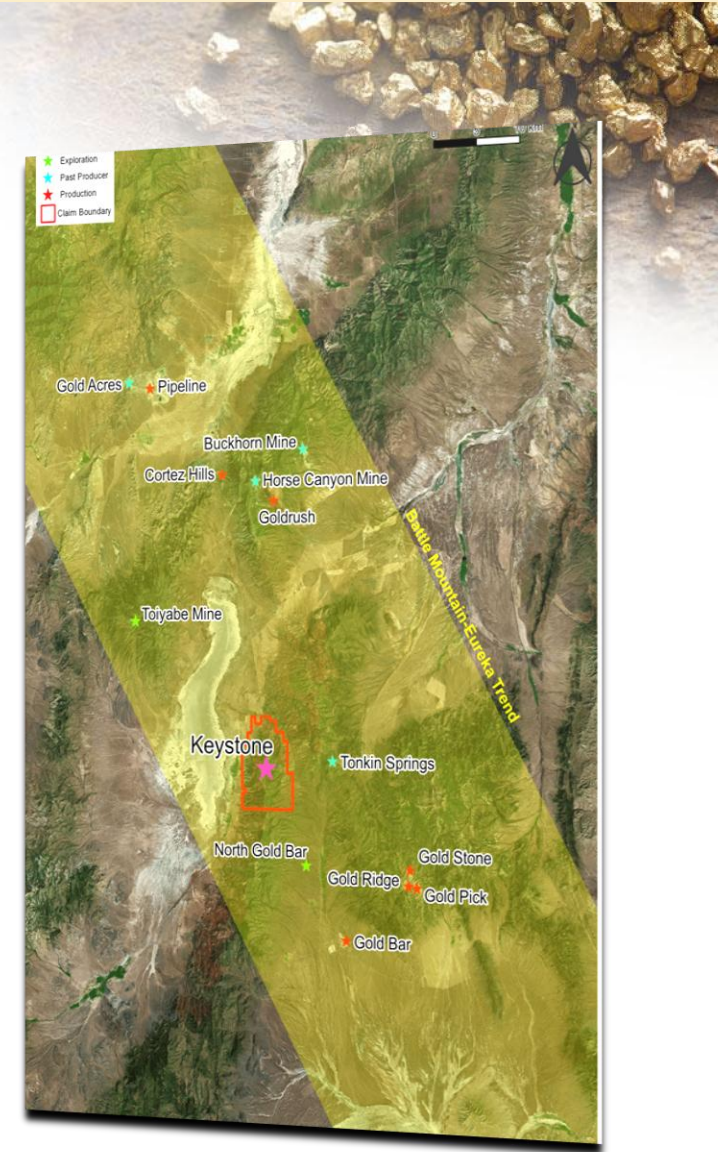 Exploration
Past Producer
Production
Claim Boundary
Gold Acres
Pipeline
Buckhorn Mine
Cortez Hills
Horse Canyon Mine
Goldrush
Battle Mountain-Eureka Trend
Toiyabe Mine
Keystone
Tonkin Springs
North Gold Bar
Gold Stone
Gold Ridge
Gold Pick
Gold Bar